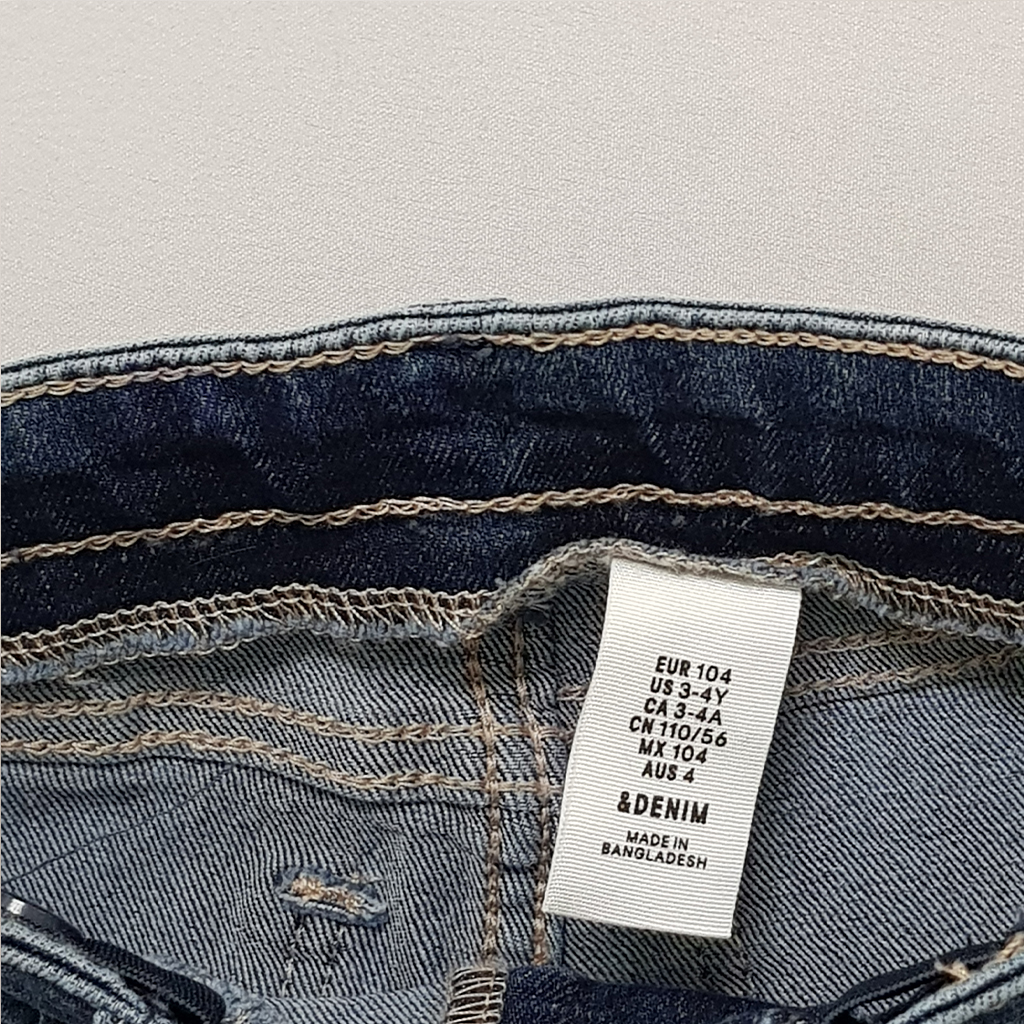 EUR 104
US 3-4Y
CA 3-4A
CN 110/56
MX 104
AUS 4
&DENIM
MADE IN
BANGLADESH